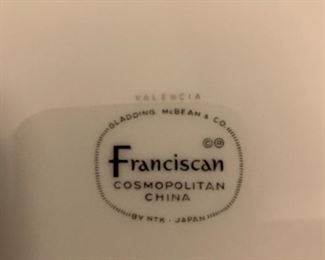 VALENCIA
GLADDING, McBEAN & CO.
©®
Franciscan
COSMOPOLITAN
CHINA
BY NTK - JAPAN